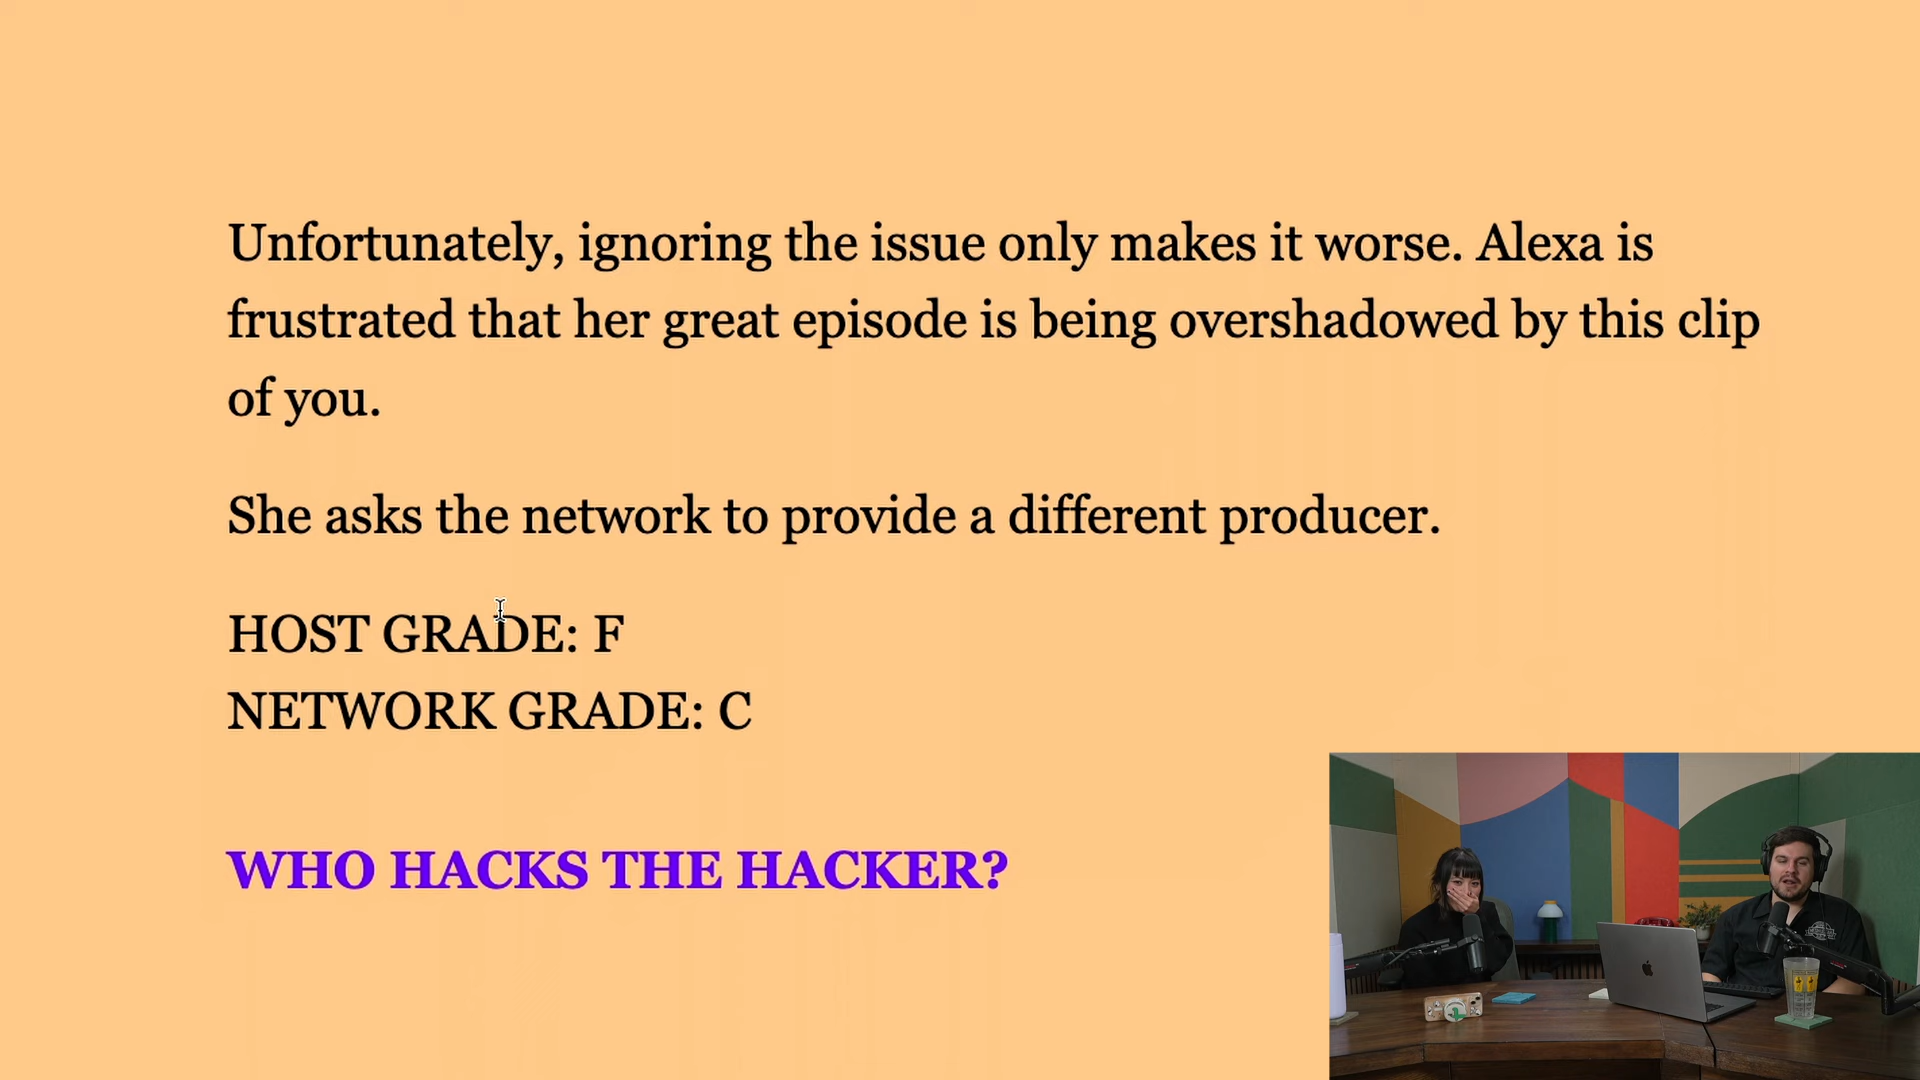 Unfortunately, ignoring the issue only makes it worse. Alexa is
frustrated that her great episode is being overshadowed by this clip
of you.
She asks the network to provide a different producer.
HOST GRADE: F
NETWORK GRADE: C
WHO HACKS THE HACKER?